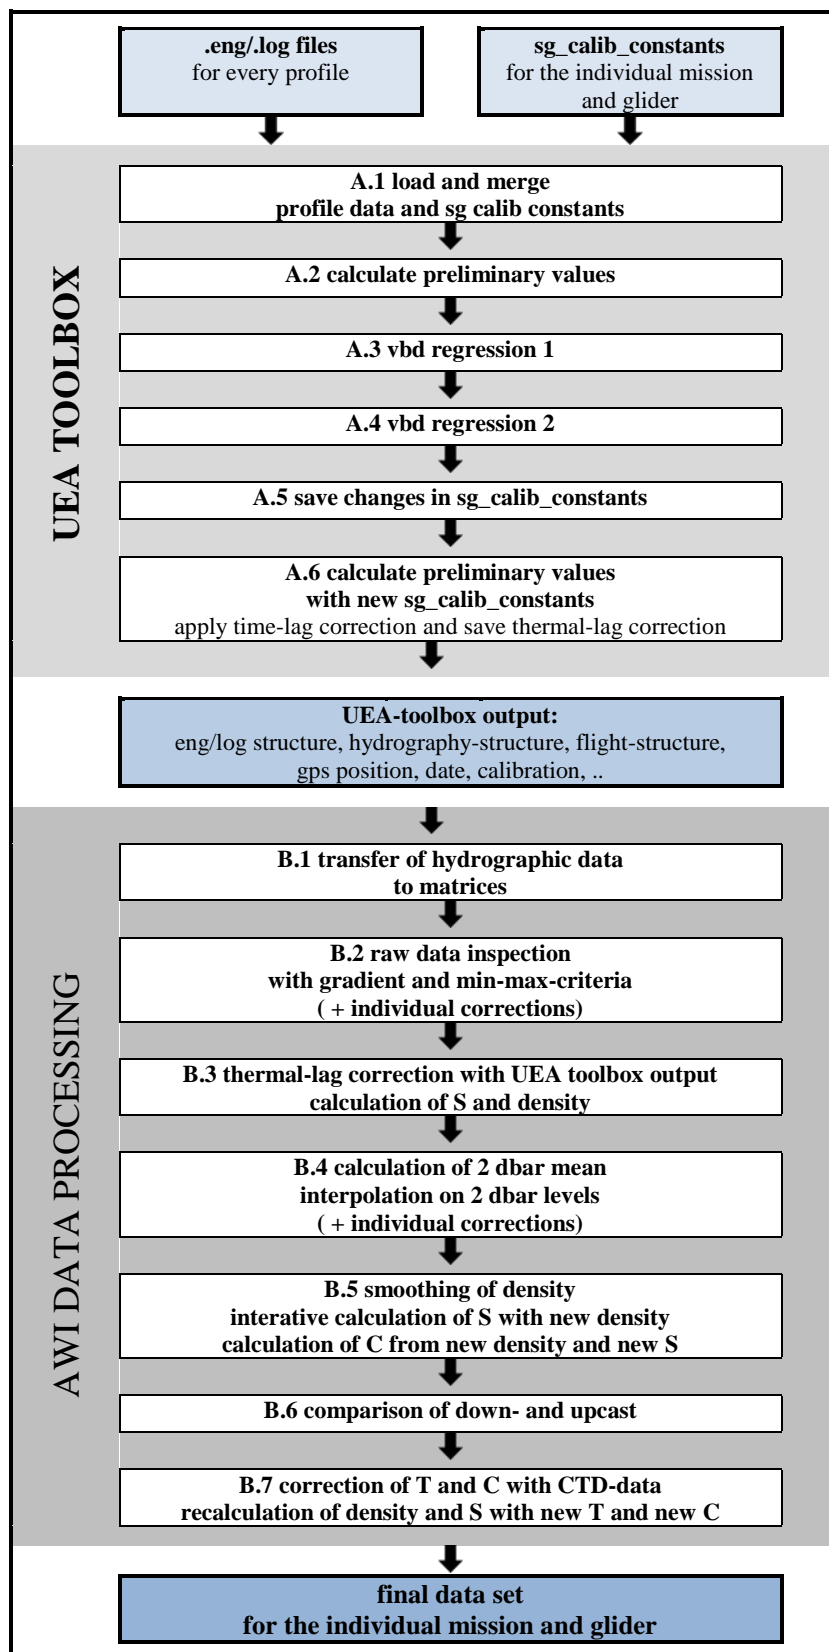 .eng/.log files
for every profile
sg_calib_constants
for the individual mission
and glider
UEA TOOLBOX
A.1 load and merge
profile data and sg calib constants
A.2 calculate preliminary values
A.3 vbd regression 1
A.4 vbd regression 2
A.5 save changes in sg_calib_constants
A.6 calculate preliminary values
with new sg_calib_constants
apply time-lag correction and save thermal-lag correction
UEA-toolbox output:
eng/log structure, hydrography-structure, flight-structure,
gps position, date, calibration, ..
AWI DATA PROCESSING
B.1 transfer of hydrographic data
to matrices
B.2 raw data inspection
with gradient and min-max-criteria
( + individual corrections)
B.3 thermal-lag correction with UEA toolbox output
calculation of S and density
B.4 calculation of 2 dbar mean
interpolation on 2 dbar levels
( + individual corrections)
B.5 smoothing of density
interative calculation of S with new density
calculation of C from new density and new S
B.6 comparison of down- and upcast
B.7 correction of T and C with CTD-data
recalculation of density and S with new T and new C
final data set
for the individual mission and glider